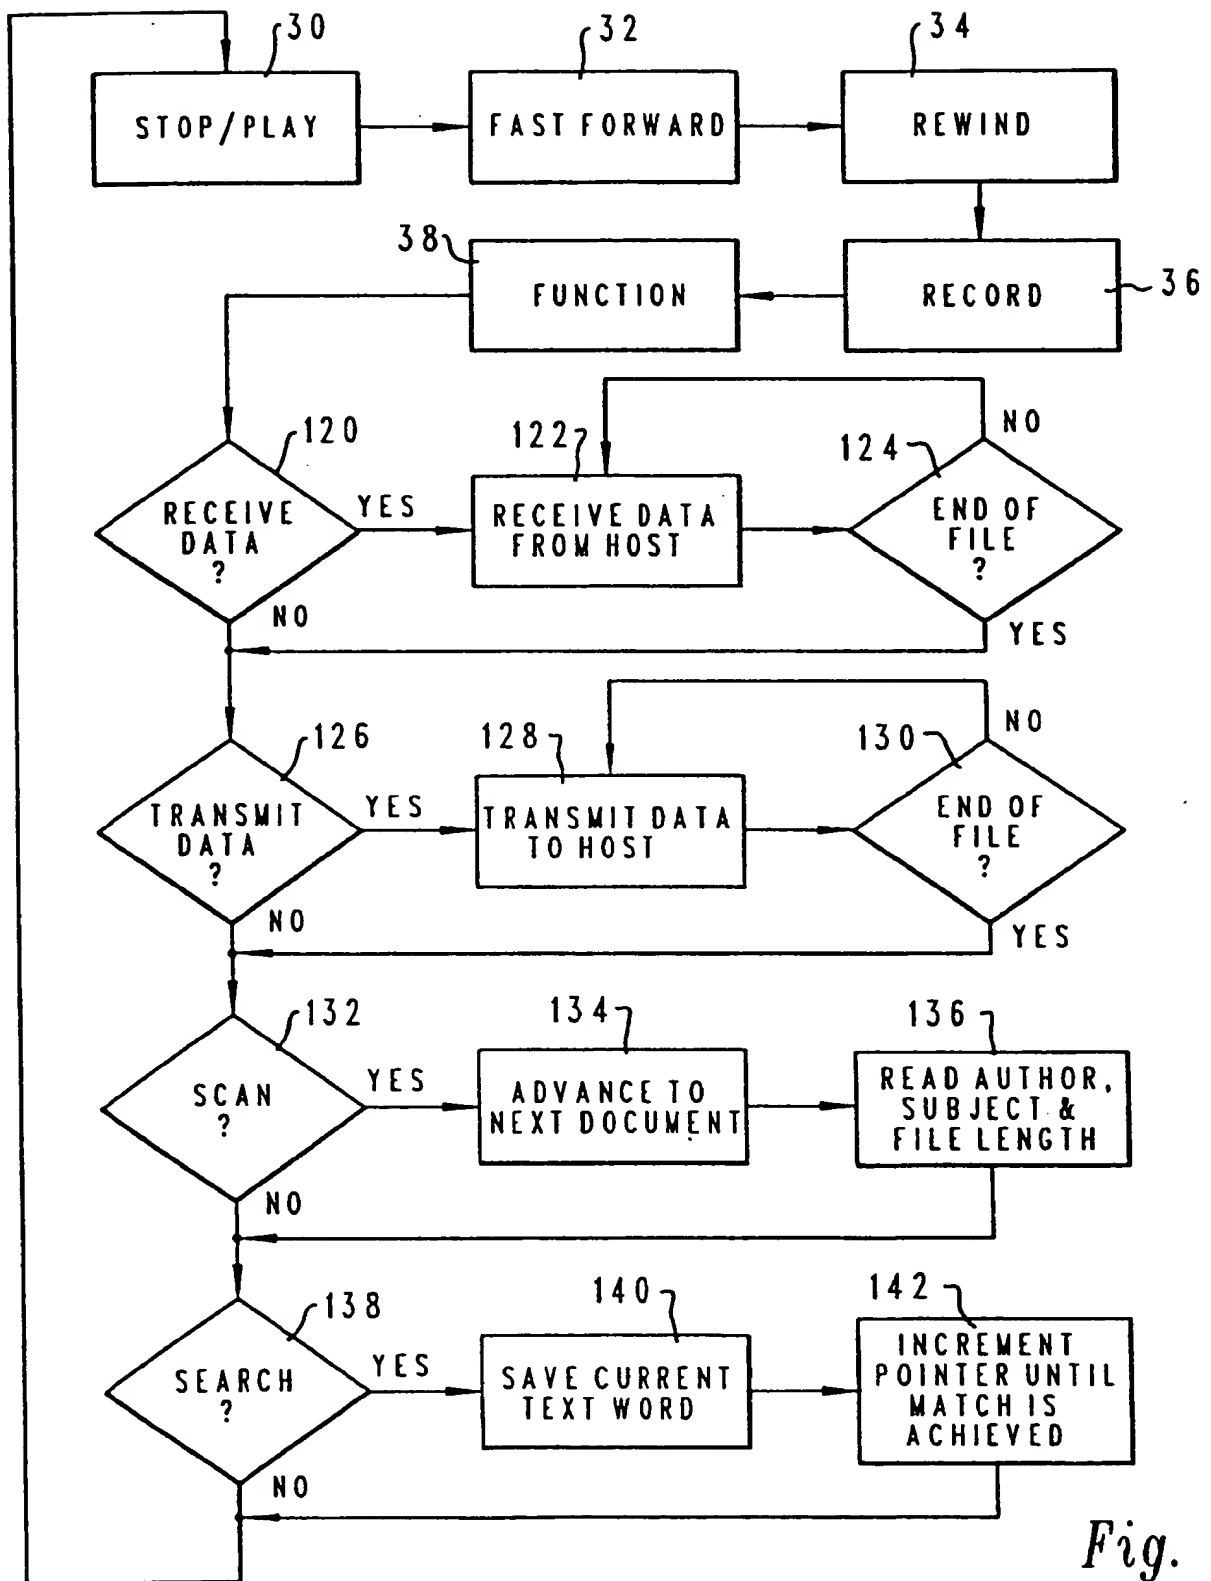 30
32
34
STOP/PLAY
FAST FORWARD
REWIND
38
36
FUNCTION
RECORD
120
122
124
NO
RECEIVE
DATA
?
YES
RECEIVE DATA
FROM HOST
END OF
FILE
?
NO
YES
126
128
130
NO
TRANSMIT
DATA
?
YES
TRANSMIT DATA
TO HOST
END OF
FILE
?
NO
YES
132
134
136
SCAN
?
YES
ADVANCE TO
NEXT DOCUMENT
READ AUTHOR,
SUBJECT &
FILE LENGTH
NO
138
140
142
SEARCH
?
YES
SAVE CURRENT
TEXT WORD
INCREMENT
POINTER UNTIL
MATCH IS
ACHIEVED
NO
Fig.